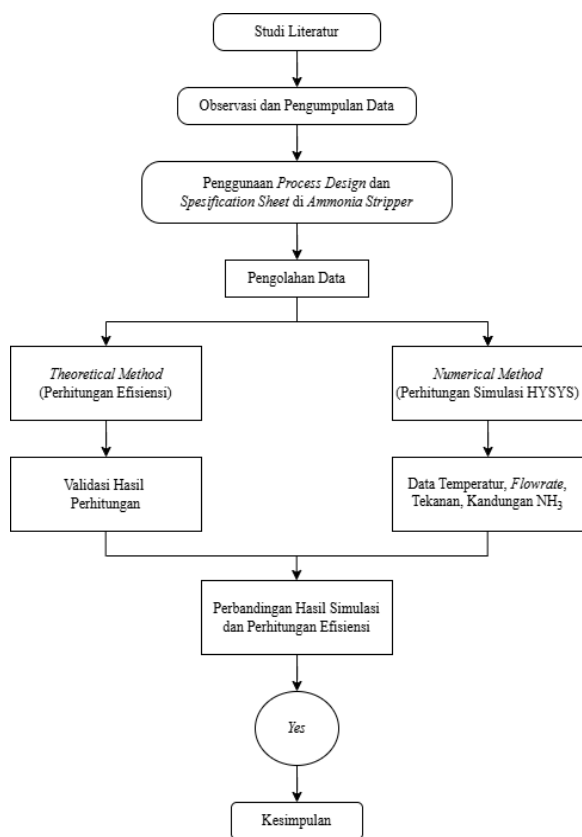 Studi Literatur
Observasi dan Pengumpulan Data
Penggunaan Process Design dan
Spesification Sheet di Ammonia Stripper
Pengolahan Data
Theoretical Method
(Perhitungan Efisiensi)
Numerical Method
(Perhitungan Simulasi HYSYS)
Validasi Hasil
Perhitungan
Data Temperatur, Flowrate,
Tekanan, Kandungan NH₃
Perbandingan Hasil Simulasi
dan Perhitungan Efisiensi
Yes
Kesimpulan